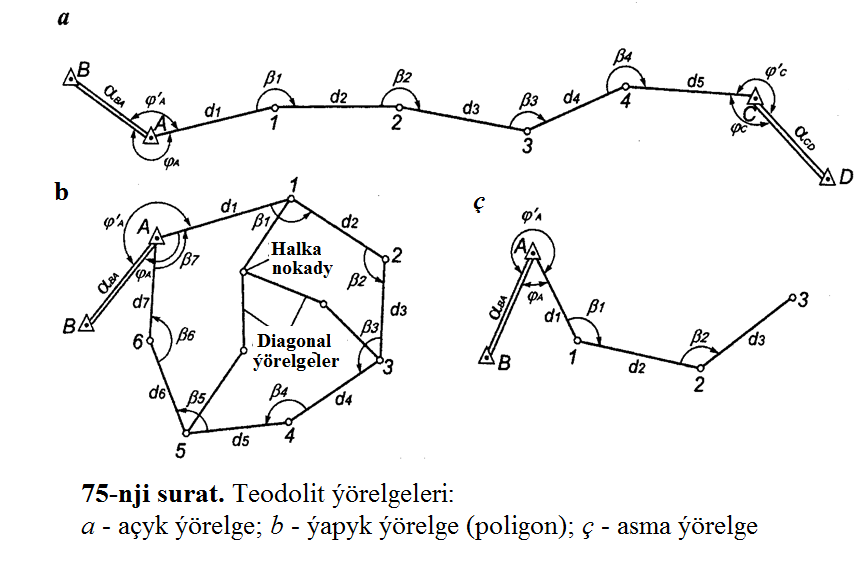 a
B
αBA
φ'A
A
φA
d1
β1
1
d2
β2
2
d3
β3
3
d4
β4
4
d5
φ'C
C
φC
αCD
D
b
φ'A
A
αBA
φA
B
β7
d7
d1
1
β1
d2
Halka
nokady
2
β2
d3
Diagonal
ýörelgeler
β3
3
6
β6
d6
β5
5
d5
β4
4
d4
ç
φ'A
A
αBA
φA
B
d1
β1
1
d2
β2
2
d3
3
75-nji surat. Teodolit ýörelgeleri:
a - açyk ýörelge; b - ýapyk ýörelge (poligon); ç - asma ýörelge